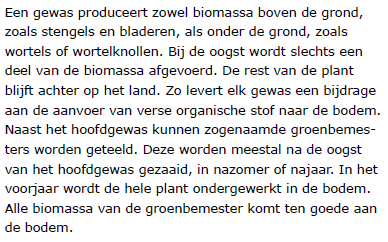 Een gewas produceert zowel biomassa boven de grond,
zoals stengels en bladeren, als onder de grond, zoals
wortels of wortelknollen. Bij de oogst wordt slechts een
deel van de biomassa afgevoerd. De rest van de plant
blijft achter op het land. Zo levert elk gewas een bijdrage
aan de aanvoer van verse organische stof naar de bodem.
Naast het hoofdgewas kunnen zogenaamde groenbemes-
ters worden geteeld. Deze worden meestal na de oogst
van het hoofdgewas gezaaid, in nazomer of najaar. In het
voorjaar wordt de hele plant ondergewerkt in de bodem.
Alle biomassa van de groenbemester komt ten goede aan
de bodem.